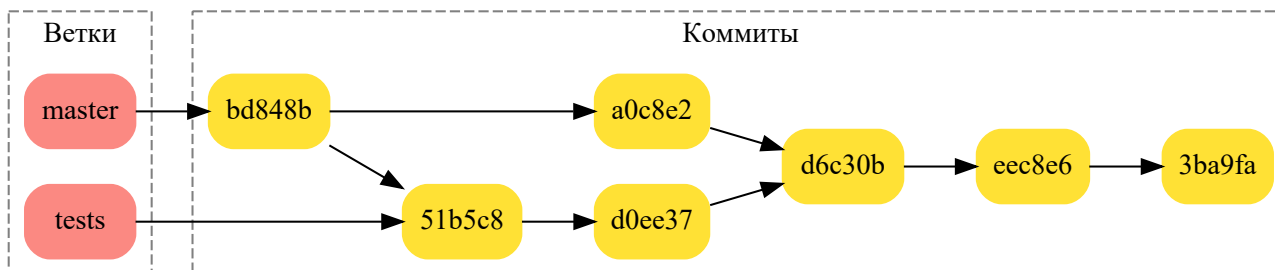 Ветки
Коммиты
master
bd848b
a0c8e2
d6c30b
eec8e6
3ba9fa
tests
51b5c8
d0ee37